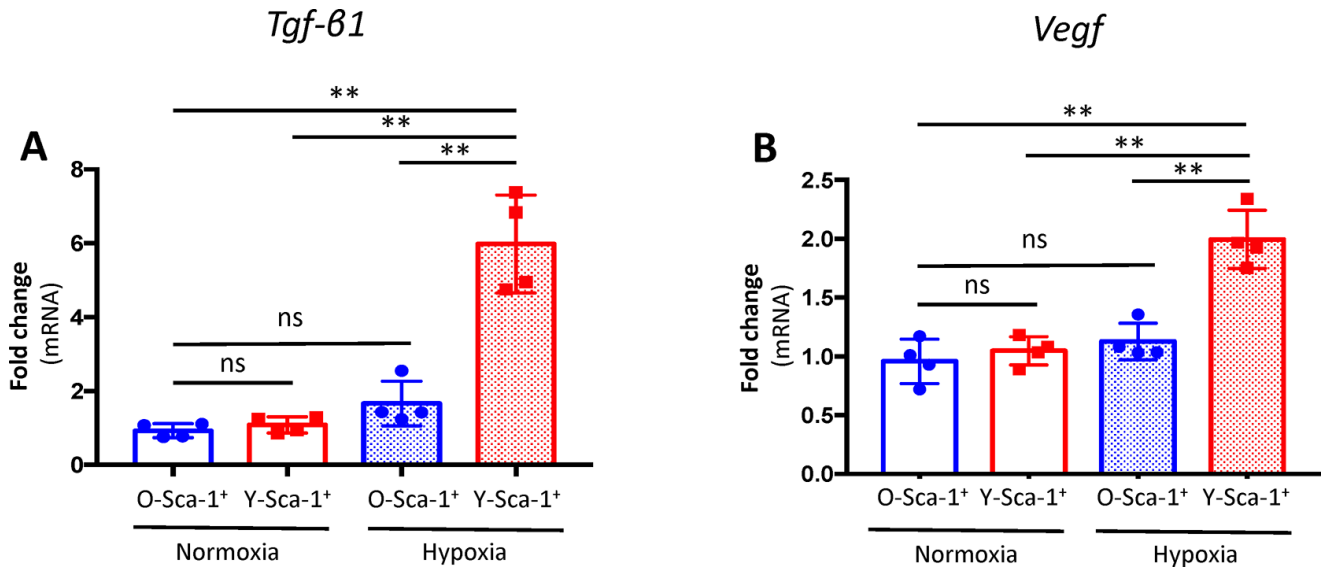 Tgf-β1
**
**
**
A
8
6
4
2
0
Fold change
(mRNA)
ns
ns
O-Sca-1⁺ Y-Sca-1⁺ O-Sca-1⁺ Y-Sca-1⁺
Normoxia Hypoxia
Vegf
**
**
**
B
2.5
2.0
1.5
1.0
0.5
0.0
Fold change
(mRNA)
ns
ns
O-Sca-1⁺ Y-Sca-1⁺ O-Sca-1⁺ Y-Sca-1⁺
Normoxia Hypoxia